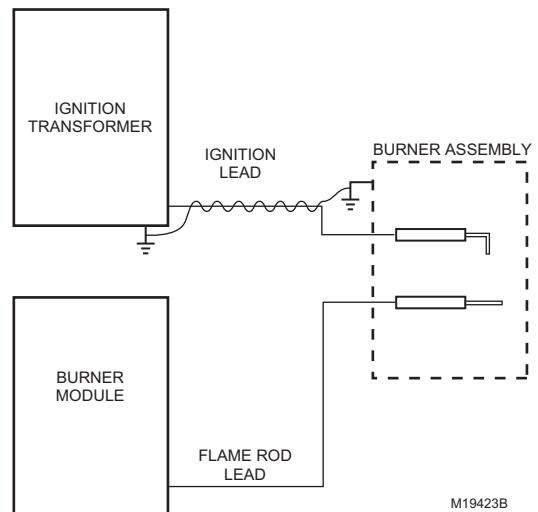 IGNITION
TRANSFORMER
IGNITION
LEAD
BURNER ASSEMBLY
BURNER
MODULE
FLAME ROD
LEAD
M19423B